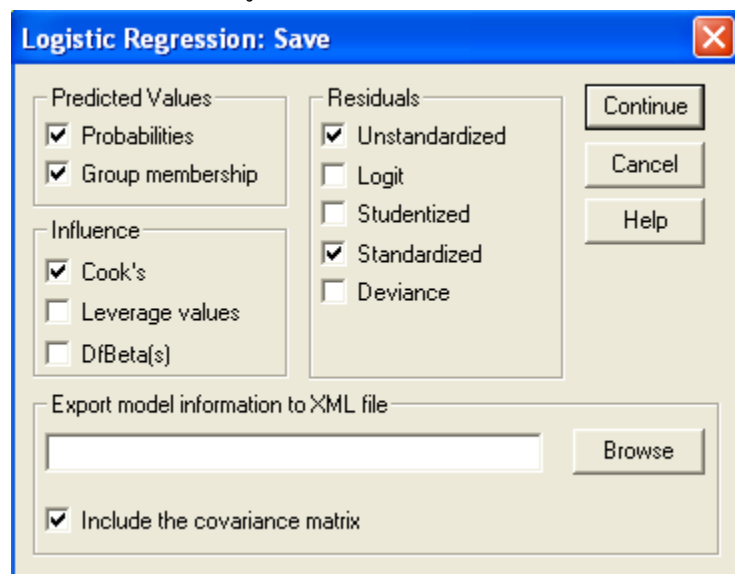 Logistic Regression: Save
Predicted Values
Probabilities
Group membership
Influence
Cook's
Leverage values
DfBeta(s)
Residuals
Unstandardized
Logit
Studentized
Standardized
Deviance
Continue
Cancel
Help
Export model information to XML file
Browse
Include the covariance matrix